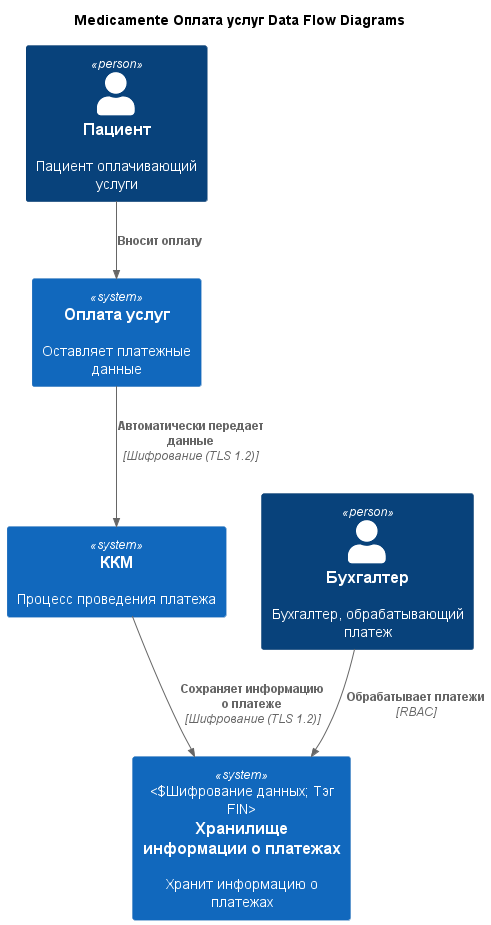 Medicamente Оплата услуг Data Flow Diagrams
«person»
Пациент
Пациент оплачивающий
услуги
Вносит оплату
«system»
Оплата услуг
Оставляет платежные
данные
Автоматически передает
данные
[Шифрование (TLS 1.2)]
«system»
ККМ
Процесс проведения платежа
«person»
Бухгалтер
Бухгалтер, обрабатывающий
платеж
Сохраняет информацию
о платеже
[Шифрование (TLS 1.2)]
Обрабатывает платежи
[RBAC]
«system»
<$Шифрование данных; Тэг
FIN>
Хранилище
информации о платежах
Хранит информацию о
платежах